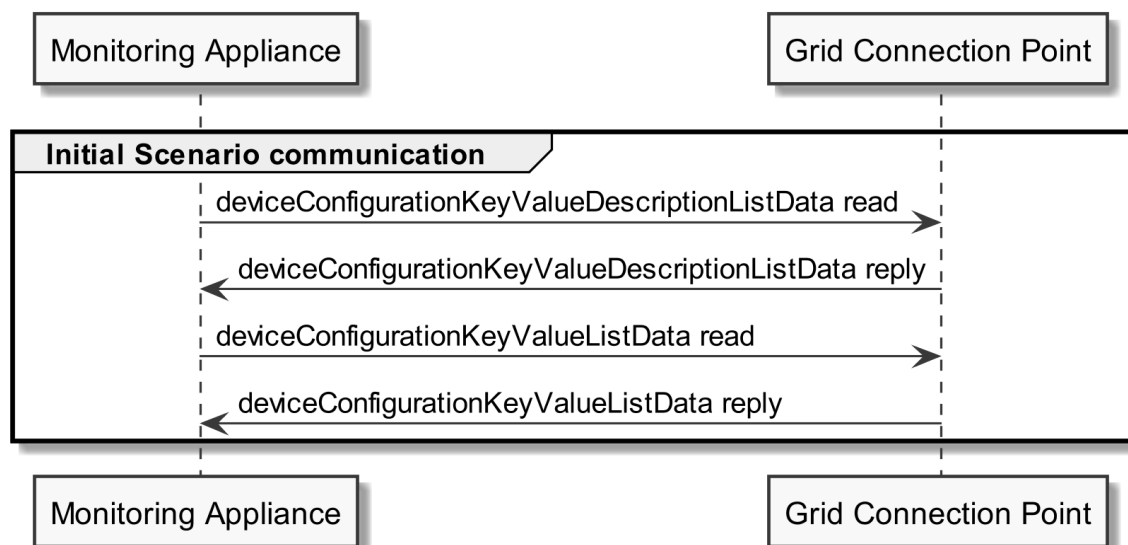 Monitoring Appliance
Grid Connection Point
Initial Scenario communication
deviceConfigurationKeyValueDescriptionListData read
deviceConfigurationKeyValueDescriptionListData reply
deviceConfigurationKeyValueListData read
deviceConfigurationKeyValueListData reply
Monitoring Appliance
Grid Connection Point